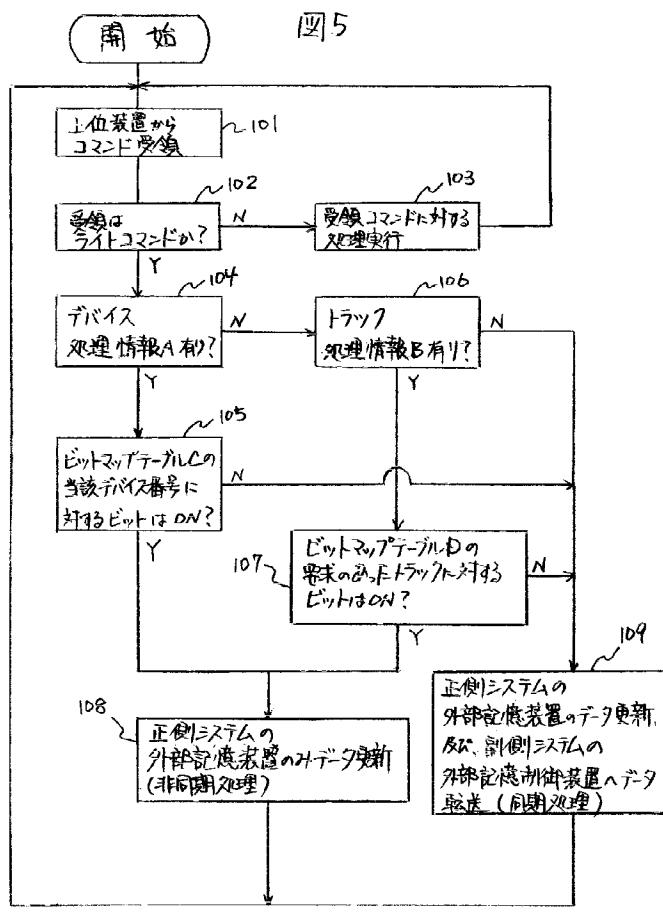 図5
開始
上位装置から
コマンド受領
101
102
受領は
ライトコマンドか?
N
Y
103
受領コマンドに対する
処理実行
104
デバイス
処理情報A有り?
N
Y
106
トラック
処理情報B有り?
N
Y
105
ビットマップテーブルCの
当該デバイス番号に
対するビットはON?
N
Y
107
ビットマップテーブルDの
要求のあったトラックに対する
ビットはON?
N
Y
108
正側システムの
外部記憶装置のみデータ更新
(非同期処理)
109
正側システムの
外部記憶装置のデータ更新、
及び、副側システムの
外部記憶制御装置へデータ
転送(同期処理)